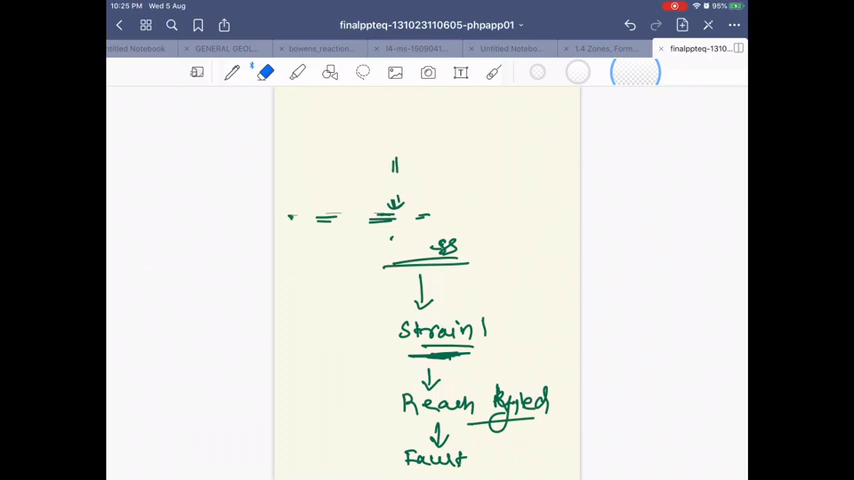 10:25 PM Wed 5 Aug
95%
finalppteq-131023110605-phpapp01
ntitled Notebook
GENERAL GEOL...
bowens_reaction...
l4-ms-1509041...
Untitled Notebo...
1.4 Zones, Form...
finalppteq-1310...
T
ss
Strain
Reach
Fault